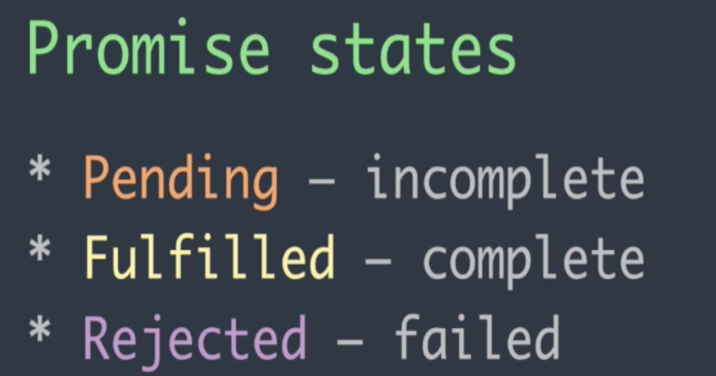 Promise states
* Pending – incomplete
* Fulfilled – complete
* Rejected – failed